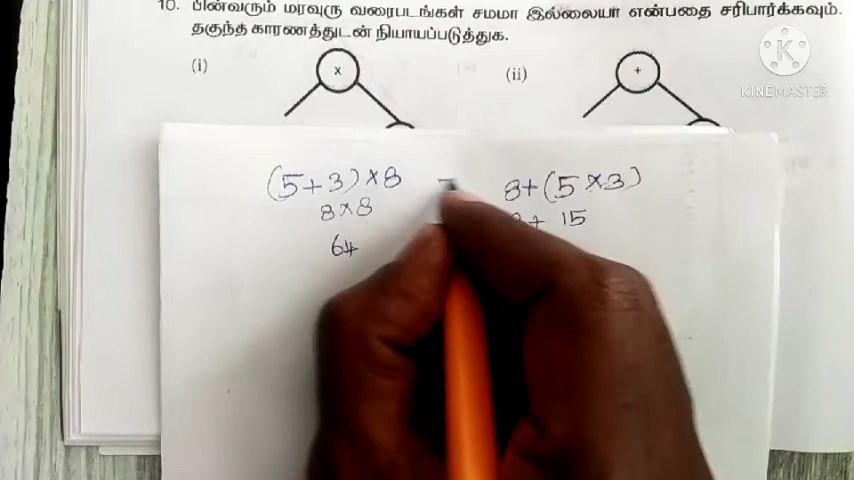 10. பின்வரும் மரவுரு வரைபடங்கள் சமமா இல்லையா என்பதை சரிபார்க்கவும்.
தகுந்த காரணத்துடன் நியாயப்படுத்துக.
(i) x (ii) +
KINEMASTER
(5+3)×8 8+(5×3)
8×8 + 15
64